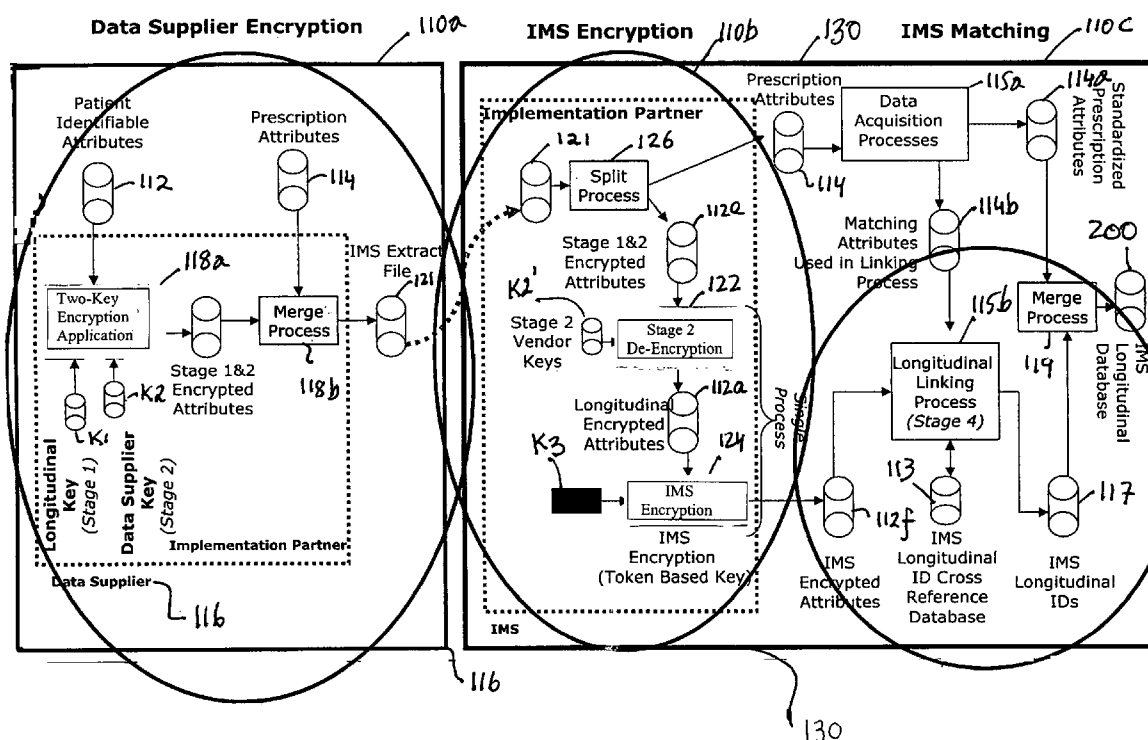 Data Supplier Encryption
110a
IMS Encryption
110b
130
IMS Matching
110c
Patient
Identifiable
Attributes
112
Prescription
Attributes
114
118a
Two-Key
Encryption
Application
IMS Extract
File
121
Merge
Process
118b
Stage 1&2
Encrypted
Attributes
K1
K2
Longitudinal
Key
(Stage 1)
Data Supplier
Key
(Stage 2)
Implementation Partner
Data Supplier
116
116
Implementation Partner
121
126
Split
Process
112a
Stage 1&2
Encrypted
Attributes
K2'
122
Stage 2
Vendor
Keys
Stage 2
De-Encryption
112a
Longitudinal
Encrypted
Attributes
Single
Process
K3
124
IMS
Encryption
IMS
Encryption
(Token Based Key)
IMS
130
Prescription
Attributes
114
115a
Data
Acquisition
Processes
114a
Standardized
Prescription
Attributes
114b
Matching
Attributes
Used in Linking
Process
200
115b
Merge
Process
119
IMS
Longitudinal
Database
Longitudinal
Linking
Process
(Stage 4)
113
117
112f
IMS
Encrypted
Attributes
IMS
Longitudinal
ID Cross
Reference
Database
IMS
Longitudinal
IDs